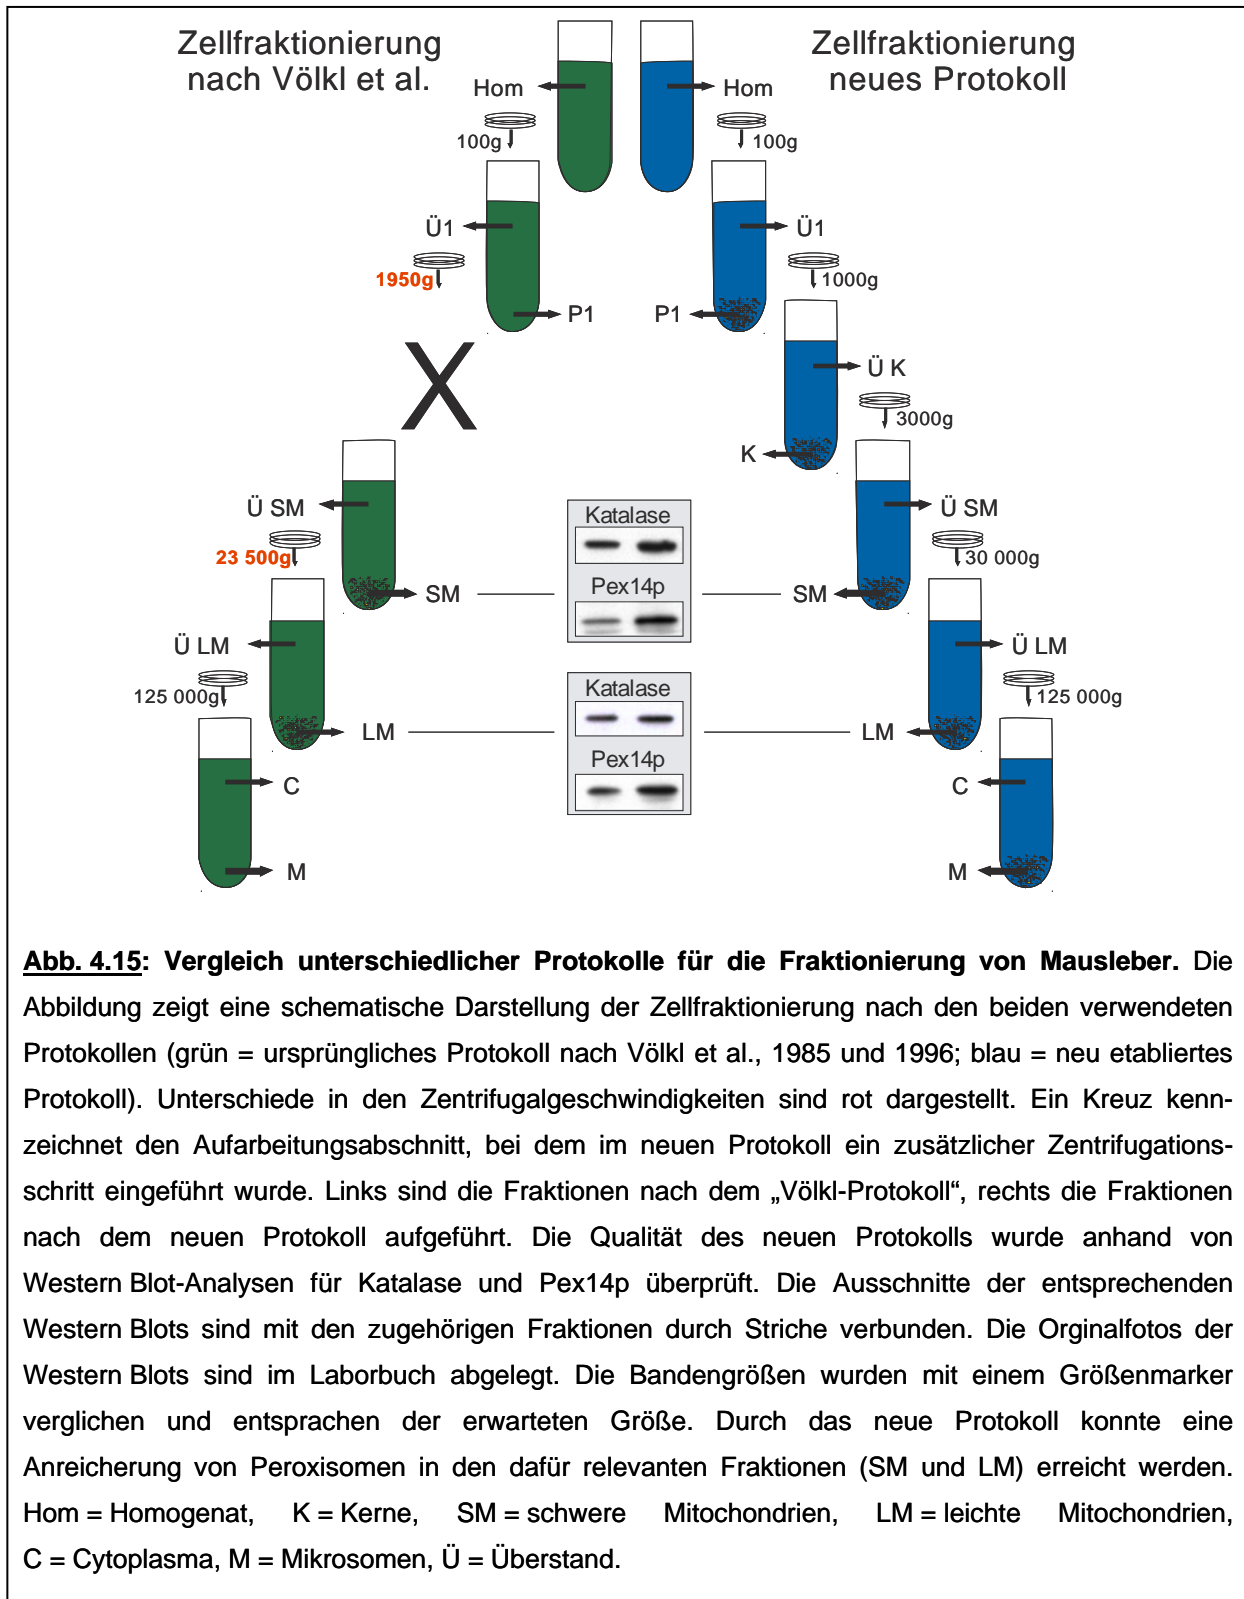 Zellfraktionierung
nach Völkl et al.
Zellfraktionierung
neues Protokoll
Hom
Hom
100g
100g
Ü1
Ü1
1950g
1000g
P1
P1
X
Ü K
3000g
K
Ü SM
Ü SM
23 500g
30 000g
Katalase
Pex14p
SM
SM
Ü LM
Ü LM
125 000g
125 000g
Katalase
Pex14p
LM
LM
C
C
M
M
Abb. 4.15: Vergleich unterschiedlicher Protokolle für die Fraktionierung von Mausleber. Die
Abbildung zeigt eine schematische Darstellung der Zellfraktionierung nach den beiden verwendeten
Protokollen (grün = ursprüngliches Protokoll nach Völkl et al., 1985 und 1996; blau = neu etabliertes
Protokoll). Unterschiede in den Zentrifugalgeschwindigkeiten sind rot dargestellt. Ein Kreuz kenn-
zeichnet den Aufarbeitungsabschnitt, bei dem im neuen Protokoll ein zusätzlicher Zentrifugations-
schritt eingeführt wurde. Links sind die Fraktionen nach dem „Völkl-Protokoll“, rechts die Fraktionen
nach dem neuen Protokoll aufgeführt. Die Qualität des neuen Protokolls wurde anhand von
Western Blot-Analysen für Katalase und Pex14p überprüft. Die Ausschnitte der entsprechenden
Western Blots sind mit den zugehörigen Fraktionen durch Striche verbunden. Die Orginalfotos der
Western Blots sind im Laborbuch abgelegt. Die Bandengrößen wurden mit einem Größenmarker
verglichen und entsprachen der erwarteten Größe. Durch das neue Protokoll konnte eine
Anreicherung von Peroxisomen in den dafür relevanten Fraktionen (SM und LM) erreicht werden.
Hom = Homogenat, K = Kerne, SM = schwere Mitochondrien, LM = leichte Mitochondrien,
C = Cytoplasma, M = Mikrosomen, Ü = Überstand.